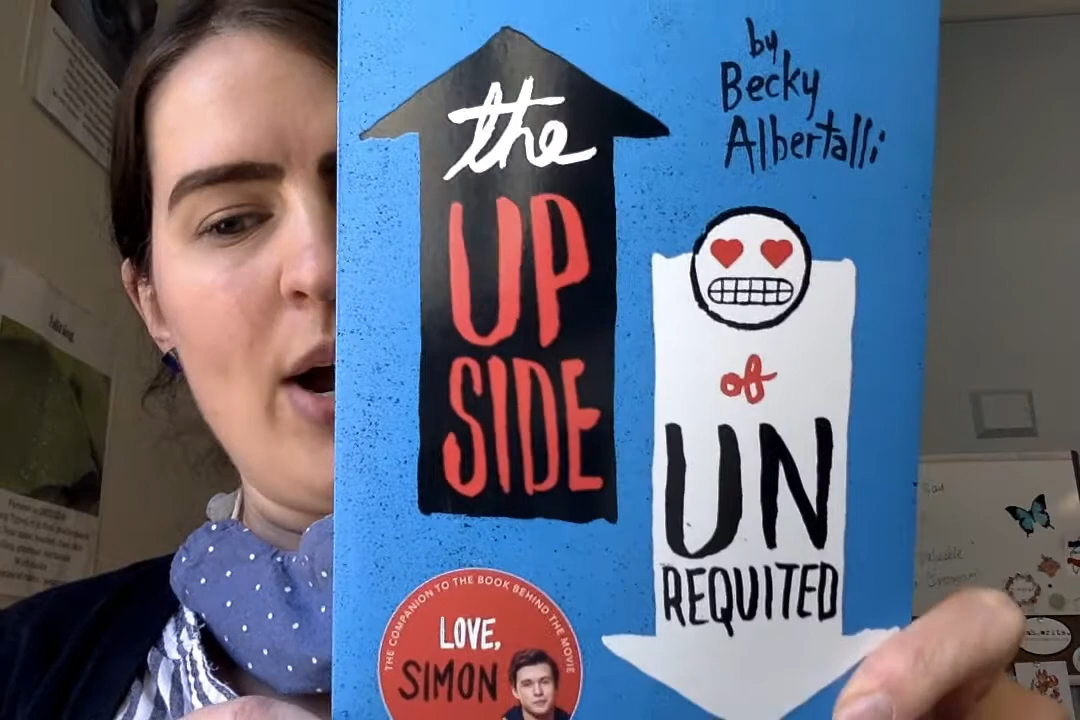 by
Becky
Albertalli
the
UP
SIDE
of
UN
REQUITED
THE COMPANION TO THE BOOK BEHIND THE MOVIE
LOVE,
SIMON